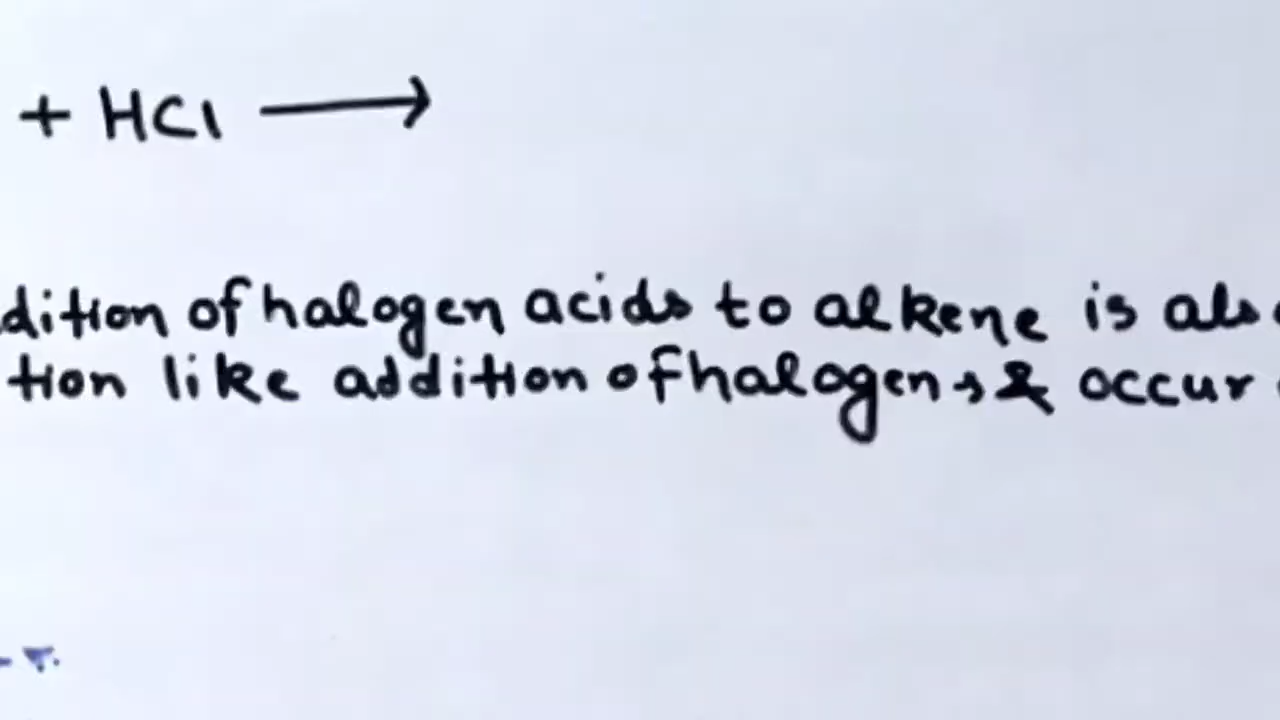 + HCl ⟶
dition of halogen acids to alkene is als
tion like addition of halogens & occur